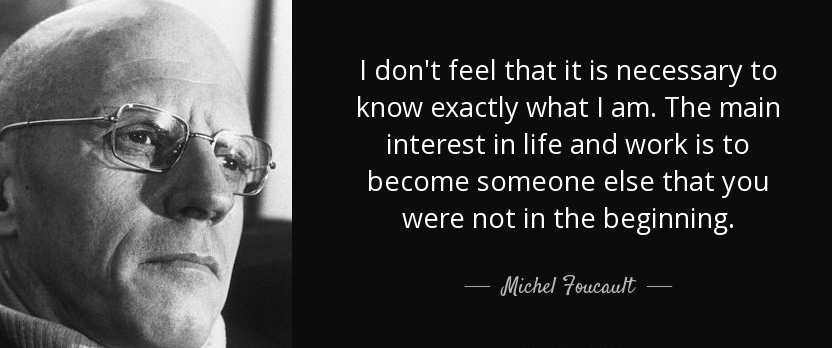 I don't feel that it is necessary to
know exactly what I am. The main
interest in life and work is to
become someone else that you
were not in the beginning.
Michel Foucault